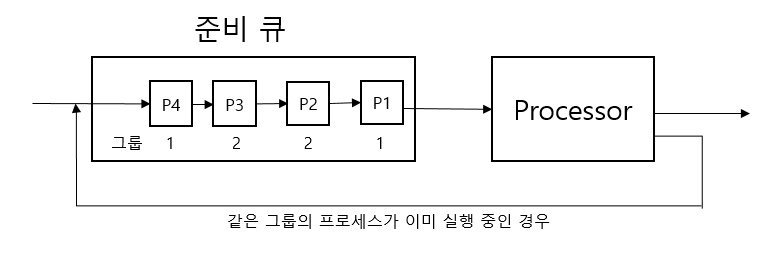 준비 큐
P4 P3 P2 P1
Processor
그룹 1 2 2 1
같은 그룹의 프로세스가 이미 실행 중인 경우